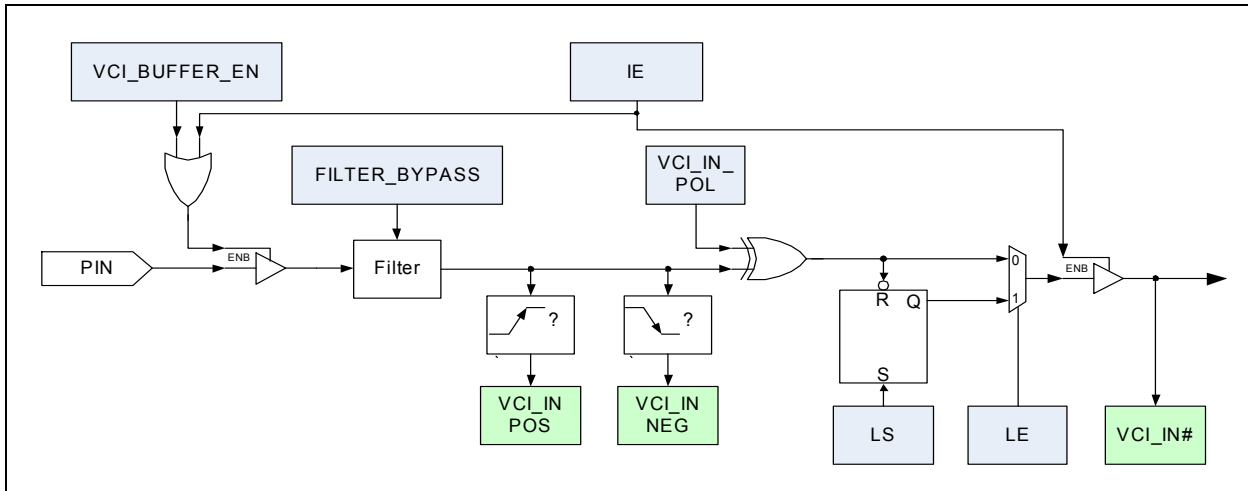 VCI_BUFFER_EN
IE
FILTER_BYPASS
VCI_IN_
POL
PIN
ENB
Filter
0
1
ENB
R
Q
S
?
?
VCI_IN
POS
VCI_IN
NEG
LS
LE
VCI_IN#